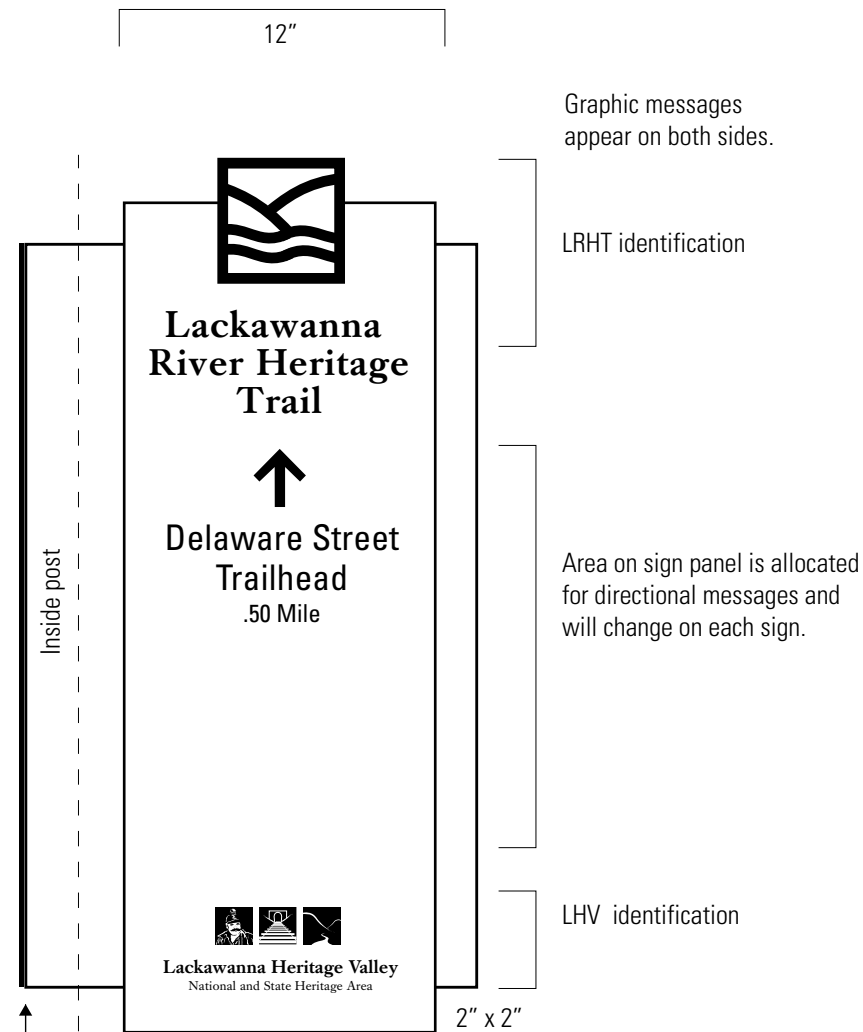 12”
Graphic messages
appear on both sides.
LRHT identification
Lackawanna
River Heritage
Trail
Delaware Street
Trailhead
.50 Mile
Inside post
Area on sign panel is allocated
for directional messages and
will change on each sign.
LHV identification
Lackawanna Heritage Valley
National and State Heritage Area
2” x 2”